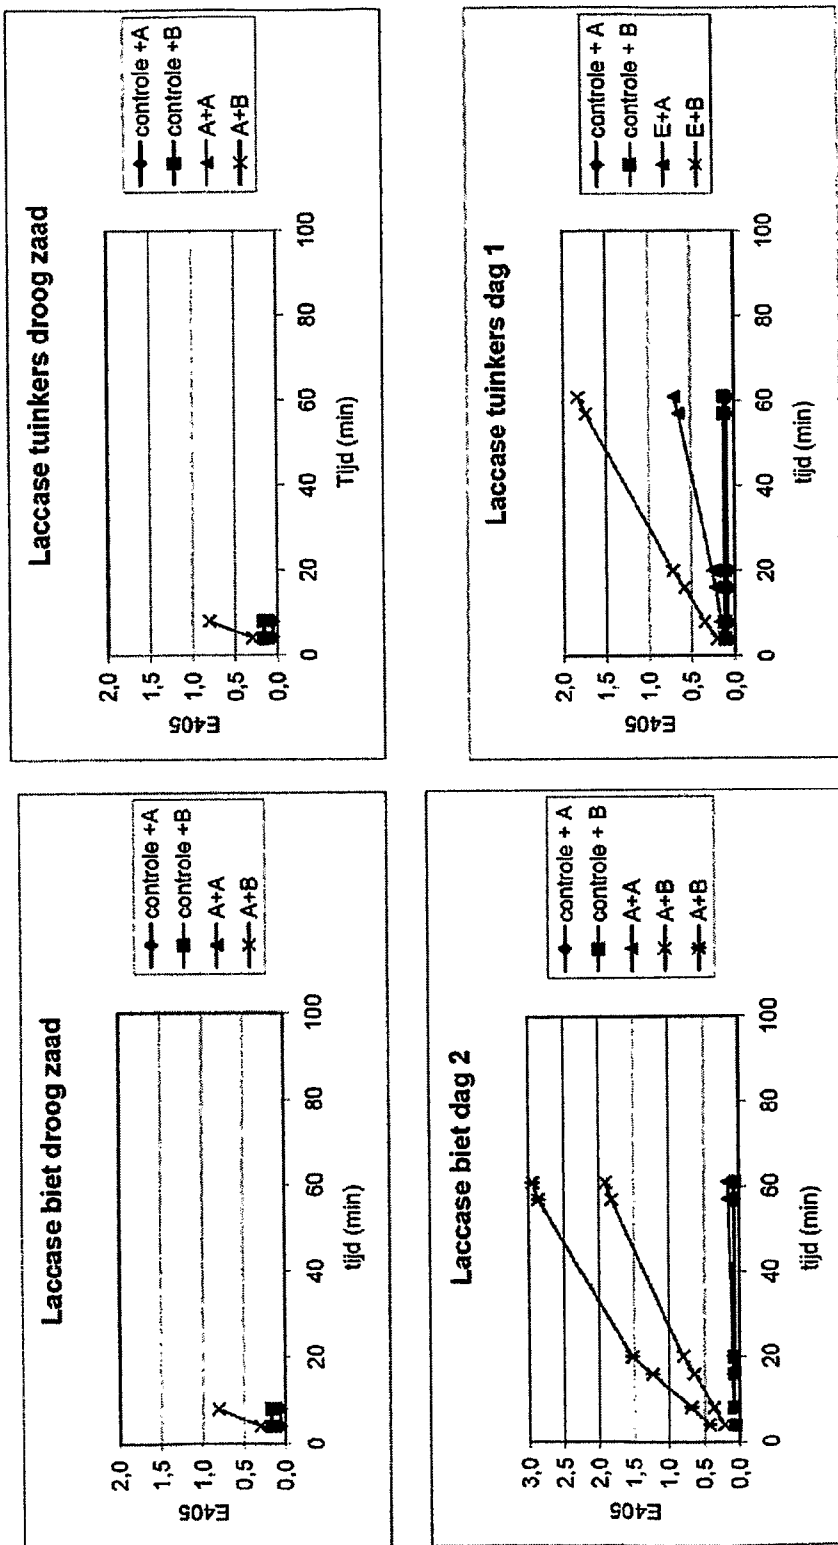 Laccase biet droog zaad
E405
2,0
1,5
1,0
0,5
0,0
0 20 40 60 80 100
tijd (min)
controle +A
controle +B
A+A
A+B
Laccase tuinkers droog zaad
E405
2,0
1,5
1,0
0,5
0,0
0 20 40 60 80 100
Tijd (min)
controle +A
controle +B
A+A
A+B
Laccase biet dag 2
E405
3,0
2,5
2,0
1,5
1,0
0,5
0,0
0 20 40 60 80 100
tijd (min)
controle + A
controle + B
A+A
A+B
A+B
Laccase tuinkers dag 1
E405
2,0
1,5
1,0
0,5
0,0
0 20 40 60 80 100
tijd (min)
controle + A
controle + B
E+A
E+B